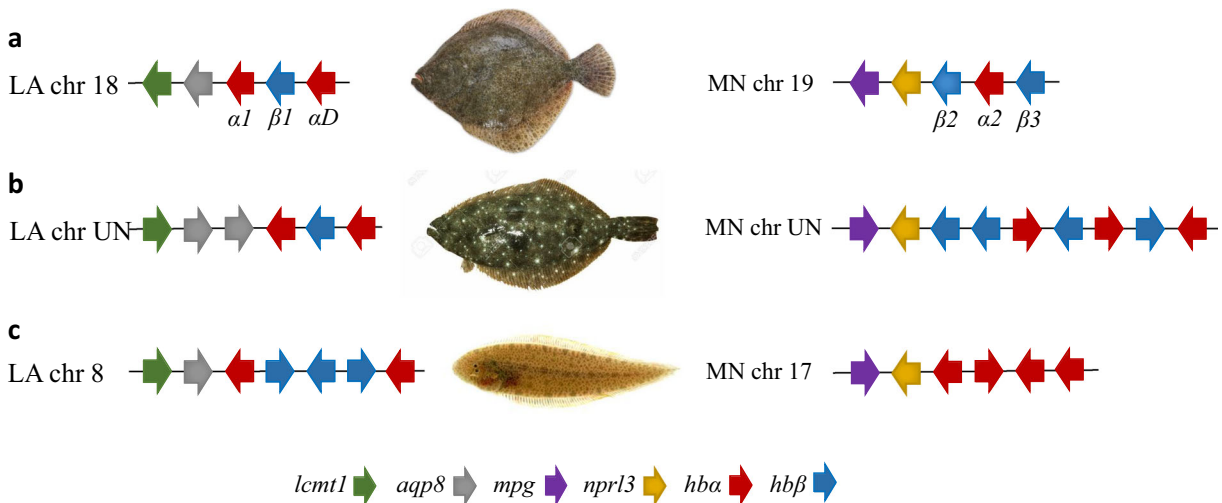 a
LA chr 18
α1 β1 αD
MN chr 19
β2 α2 β3
b
LA chr UN
MN chr UN
c
LA chr 8
MN chr 17
lcmt1 aqp8 mpg nprl3 hbα hbβ